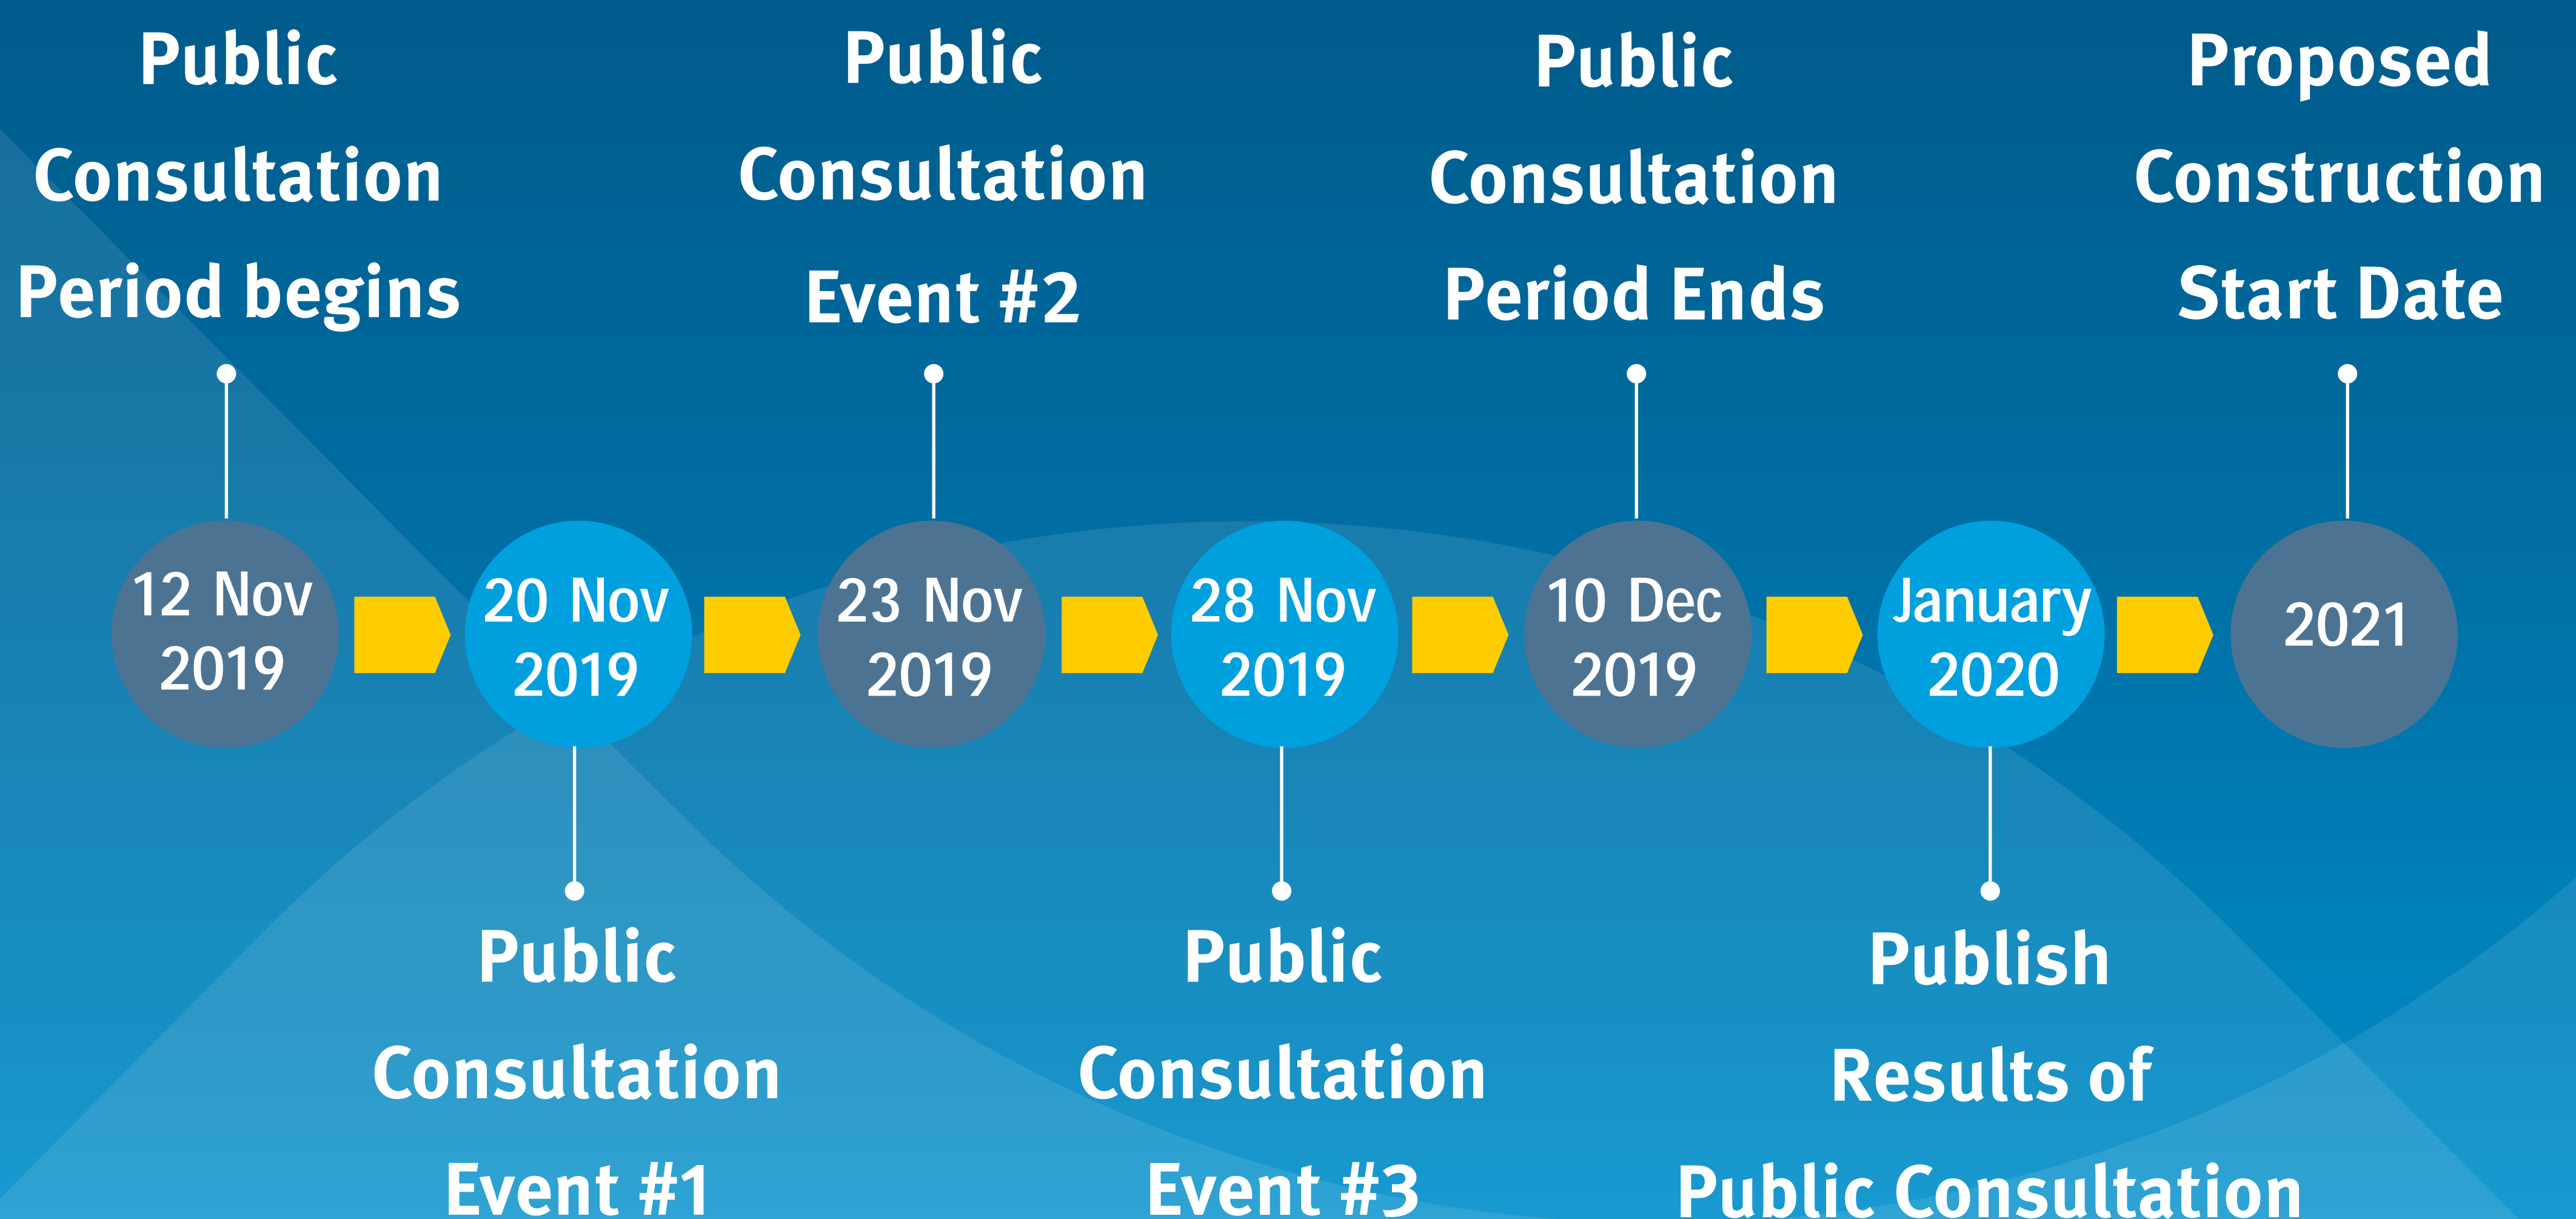 Public
Consultation
Period begins
Public
Consultation
Event #2
Public
Consultation
Period Ends
Proposed
Construction
Start Date
12 Nov
2019
20 Nov
2019
23 Nov
2019
28 Nov
2019
10 Dec
2019
January
2020
2021
Public
Consultation
Event #1
Public
Consultation
Event #3
Publish
Results of
Public Consultation